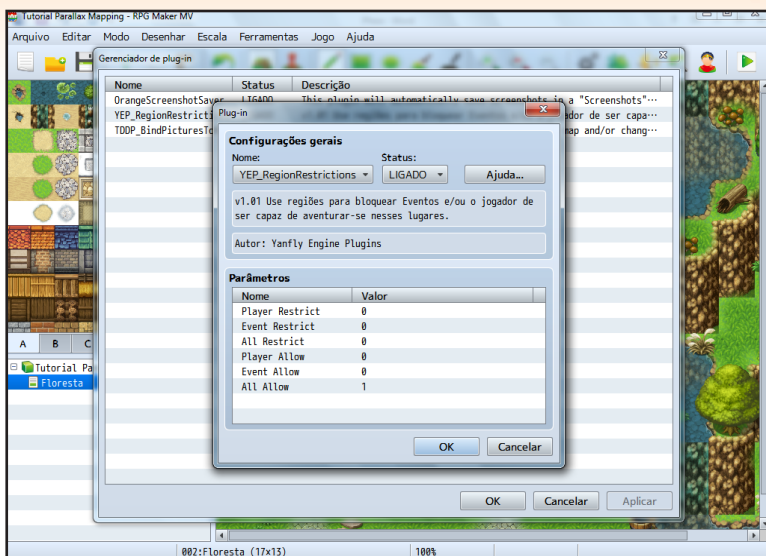 Tutorial Parallax Mapping - RPG Maker MV
Arquivo Editar Modo Desenhar Escala Ferramentas Jogo Ajuda
Gerenciador de plug-in
Nome Status Descrição
OrangeScreenshotSaver LIGADO This plugin will automatically save screenshots in a "Screenshots"…
YEP_RegionRestricti
dor de ser capa…
TDDP_BindPicturesTo
map and/or chang…
Plug-in
Configurações gerais
Nome: Status:
YEP_RegionRestrictions LIGADO Ajuda...
v1.01 Use regiões para bloquear Eventos e/ou o jogador de
ser capaz de aventurar-se nesses lugares.
Autor: Yanfly Engine Plugins
Parâmetros
Nome Valor
Player Restrict 0
Event Restrict 0
All Restrict 0
Player Allow 0
Event Allow 0
All Allow 1
OK Cancelar
OK Cancelar Aplicar
A B C
Tutorial Pa
Floresta
002:Floresta (17x13) 100%